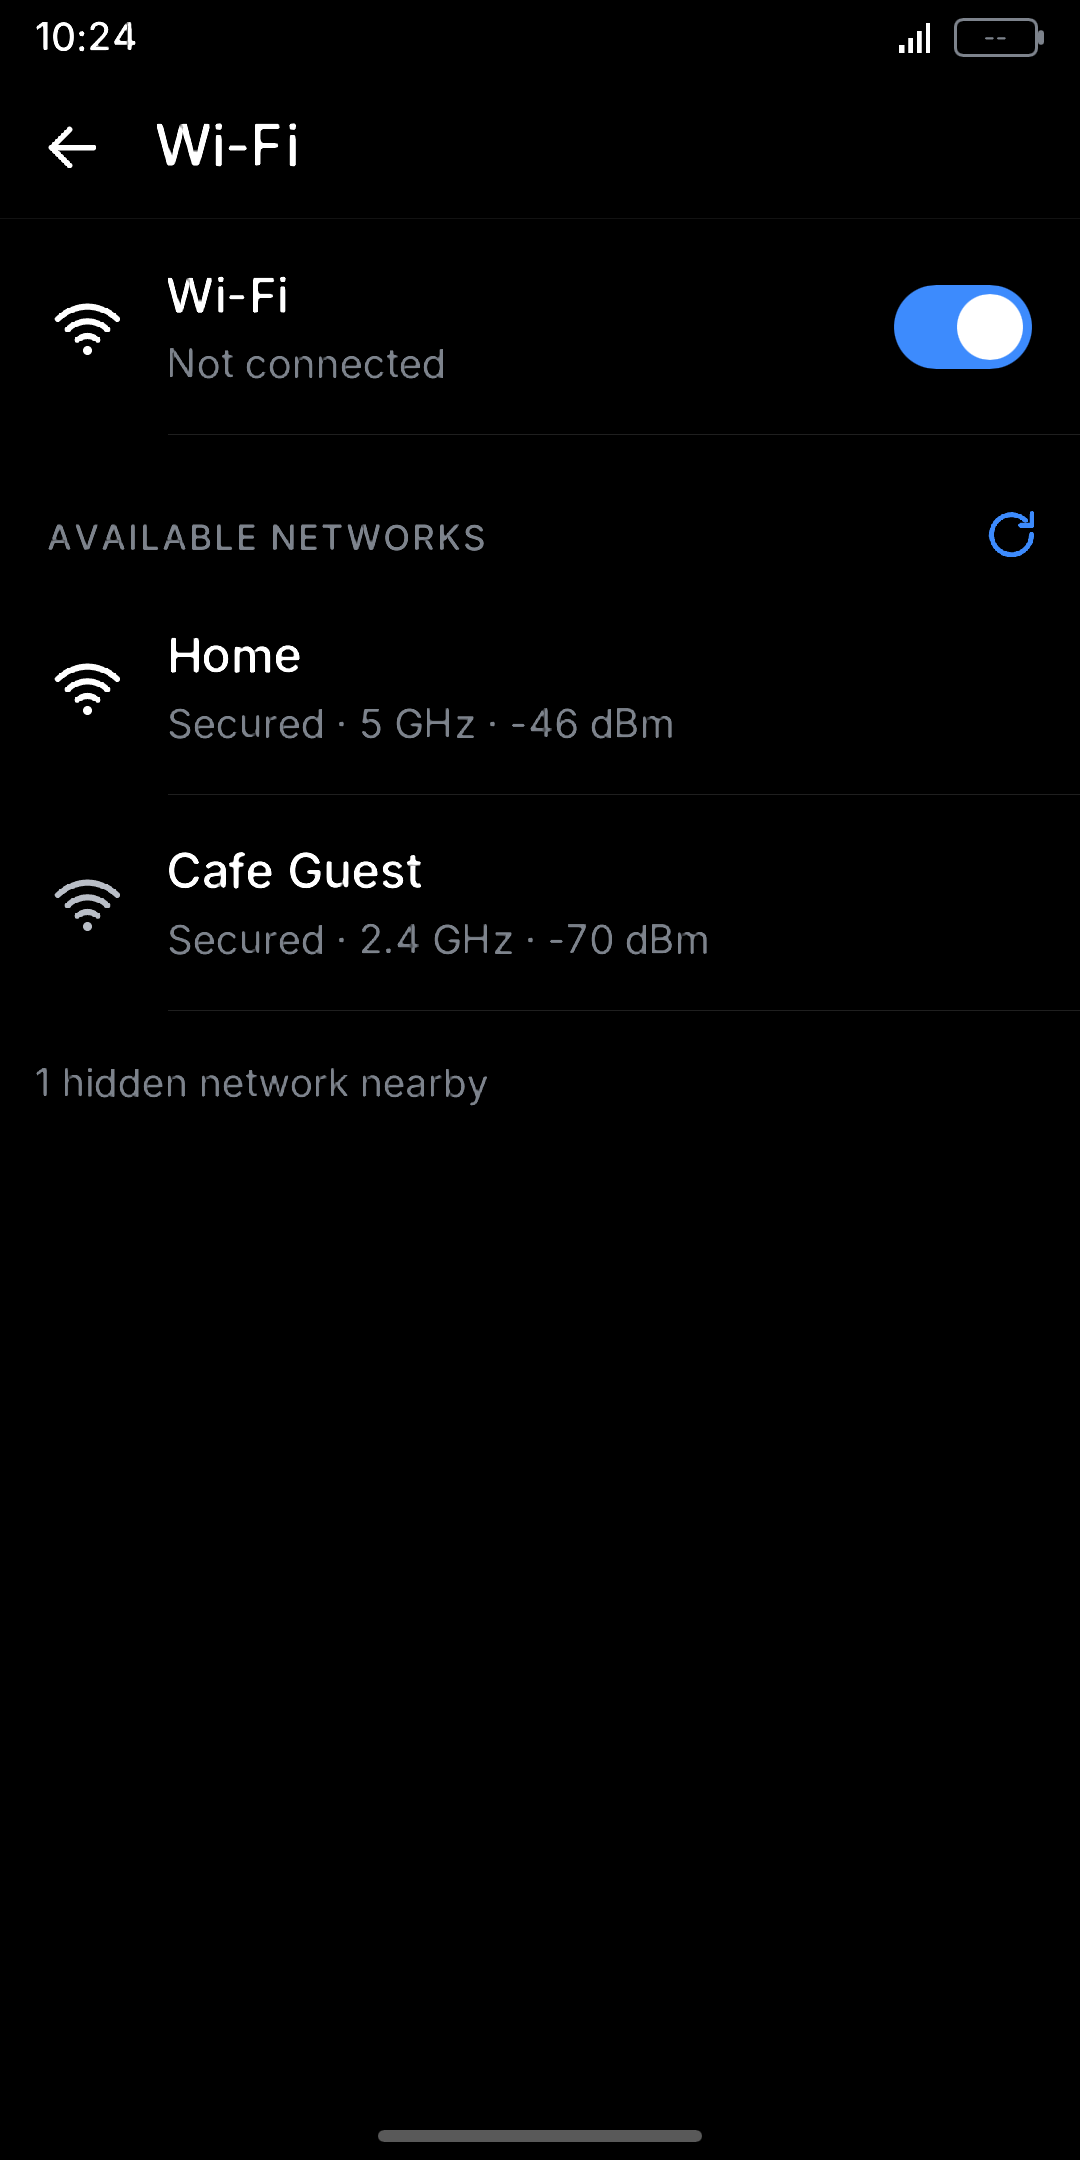 10:24
--
Wi-Fi
Wi-Fi
Not connected
AVAILABLE NETWORKS
Home
Secured · 5 GHz · -46 dBm
Cafe Guest
Secured · 2.4 GHz · -70 dBm
1 hidden network nearby